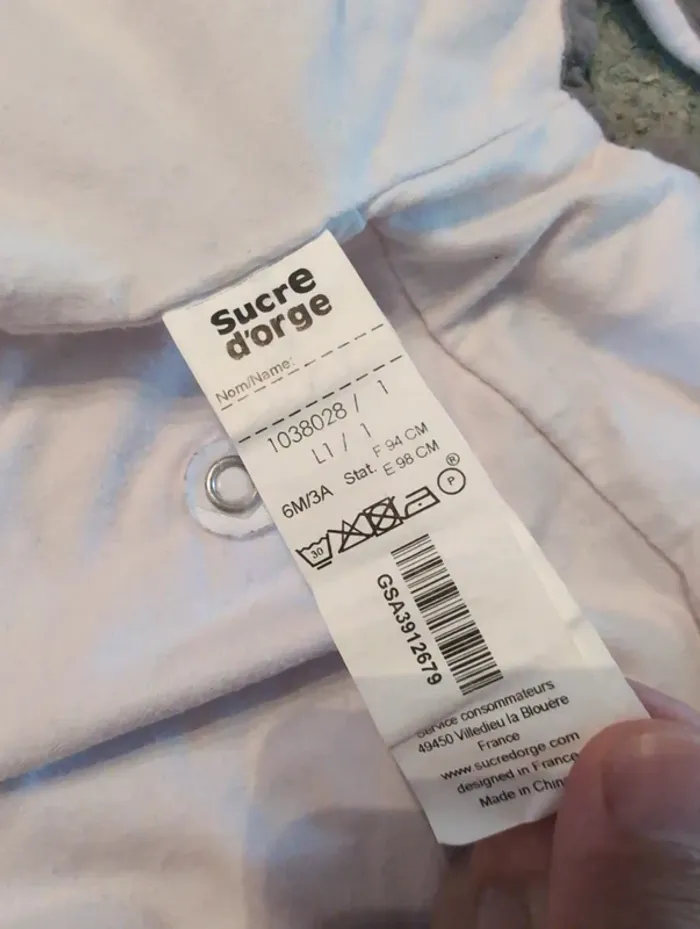 Sucre
d'orge
Nom/Name:
1038028 / 1
L1 / 1
6M/3A Stat. F 94 CM
E 98 CM
30
P
®
GSA3912679
Service consommateurs
49450 Villedieu la Blouère
France
www.sucredorge.com
designed in France
Made in